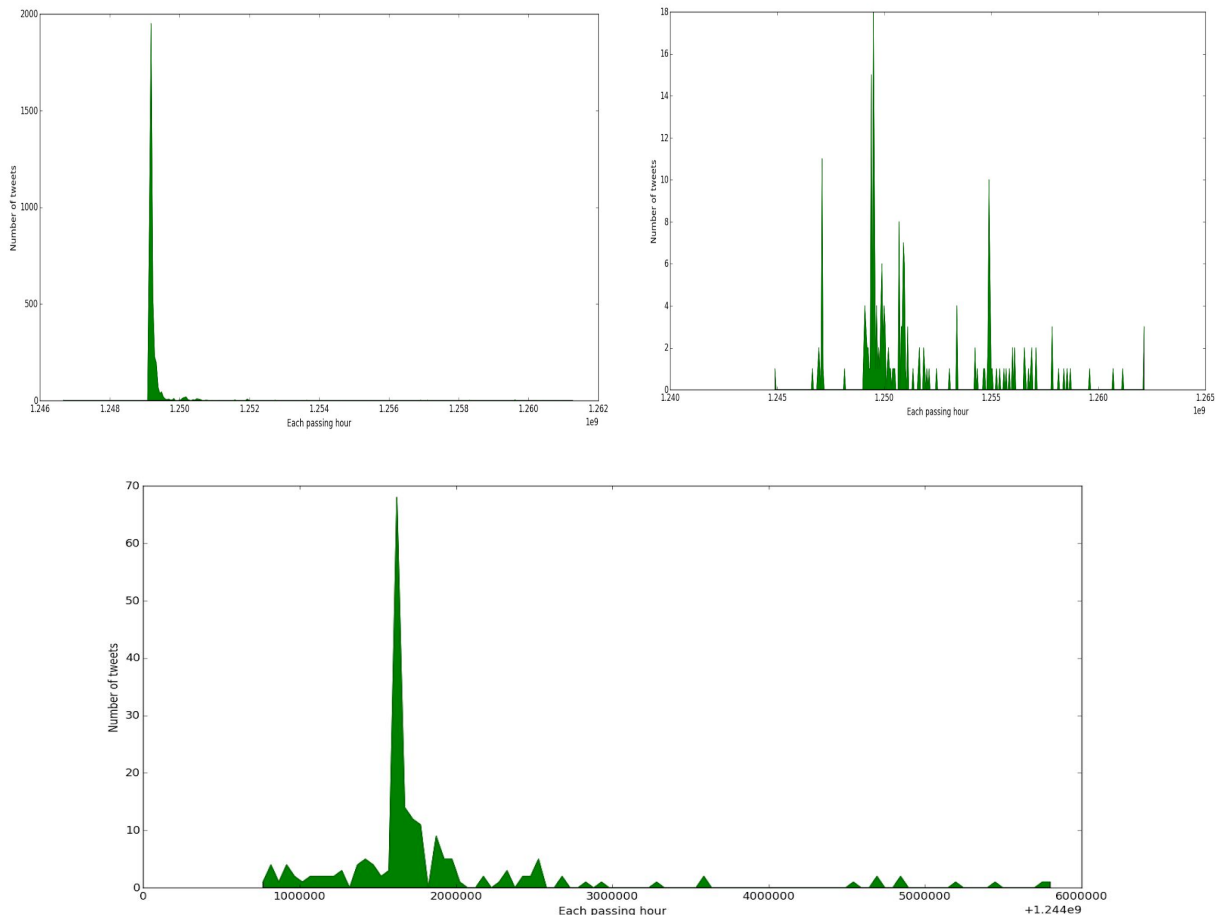 2000
1500
1000
500
0
Number of tweets
1.246 1.248 1.250 1.252 1.254 1.256 1.258 1.260 1.262
1e9
Each passing hour
18
16
14
12
10
8
6
4
2
0
Number of tweets
1.240 1.245 1.250 1.255 1.260 1.265
1e9
Each passing hour
70
60
50
40
30
20
10
0
Number of tweets
0 1000000 2000000 3000000 4000000 5000000 6000000
Each passing hour
+1.244e9